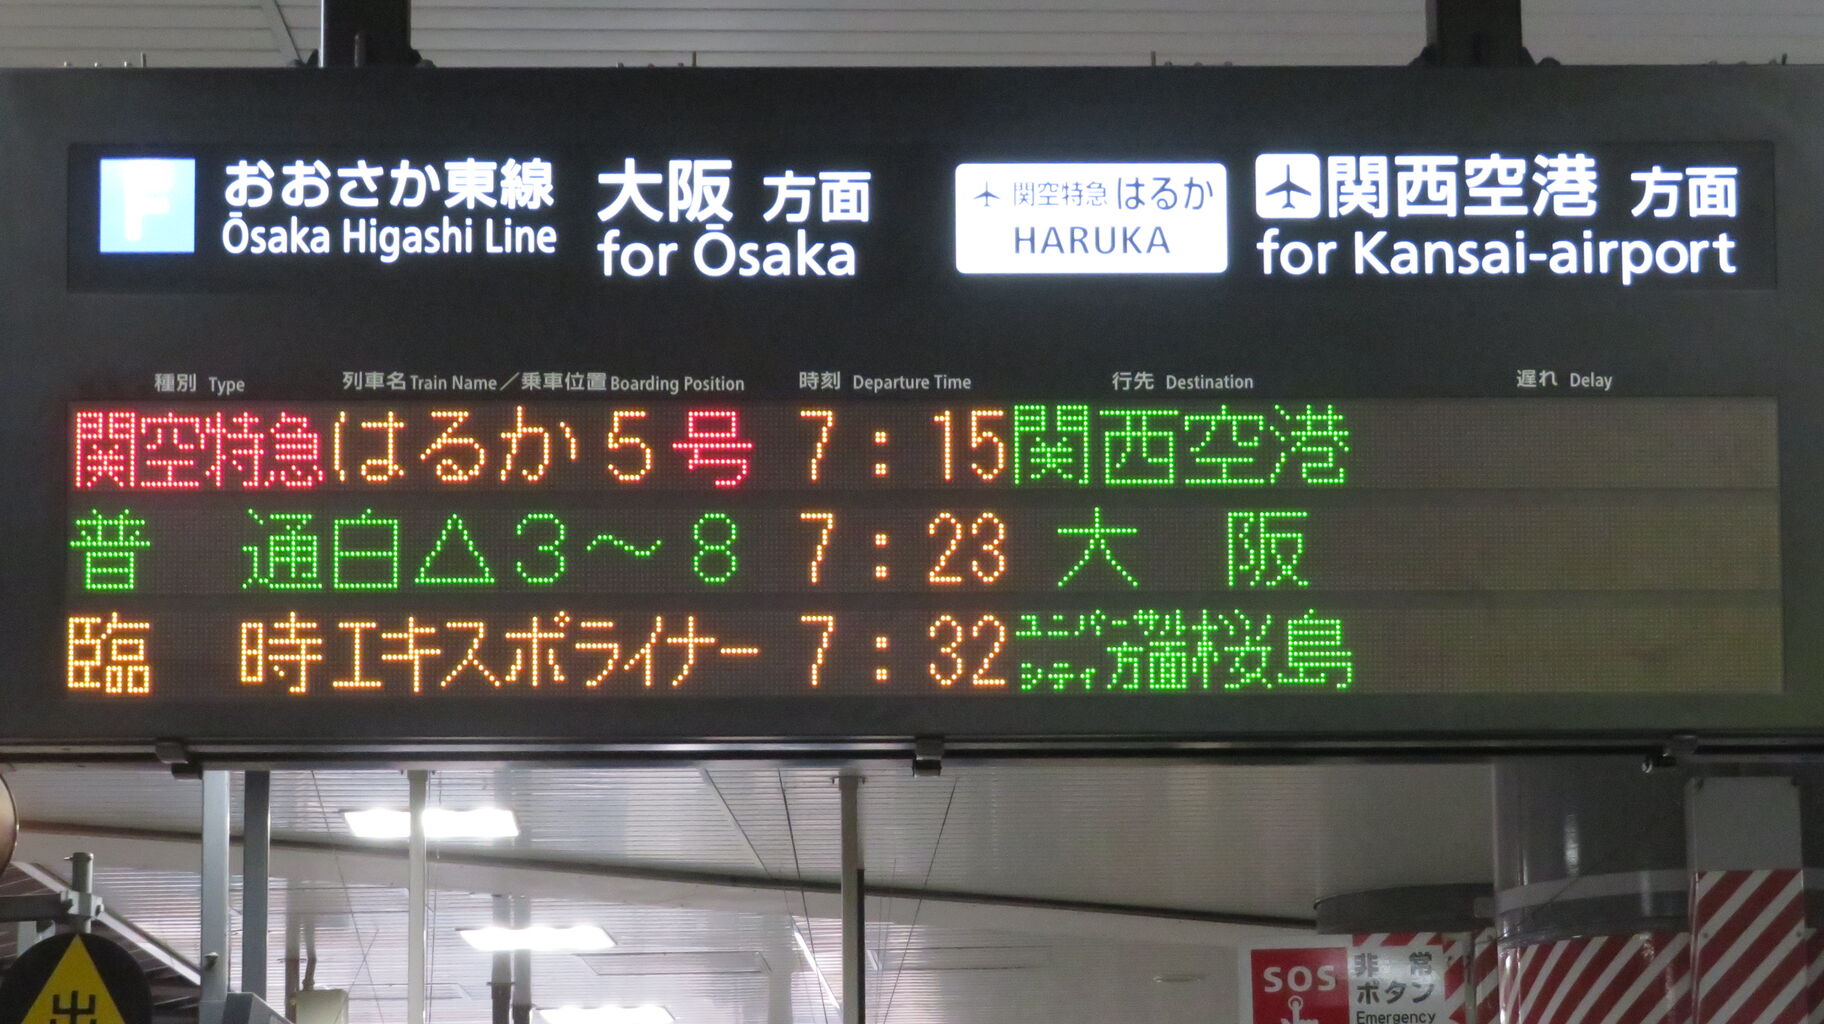 F おおさか東線 大阪 方面 関空特急 はるか 関西空港 方面
Ōsaka Higashi Line for Ōsaka HARUKA for Kansai-airport
種別 Type 列車名 Train Name／乗車位置 Boarding Position 時刻 Departure Time 行先 Destination 遅れ Delay
関空特急 はるか 5号 7:15 関西空港
普 通 白△3～8 7:23 大 阪
臨 時 エキスポライナー 7:32 ユニバーサルシティ方面 桜島
出
SOS 非常
ボタン
Emergency